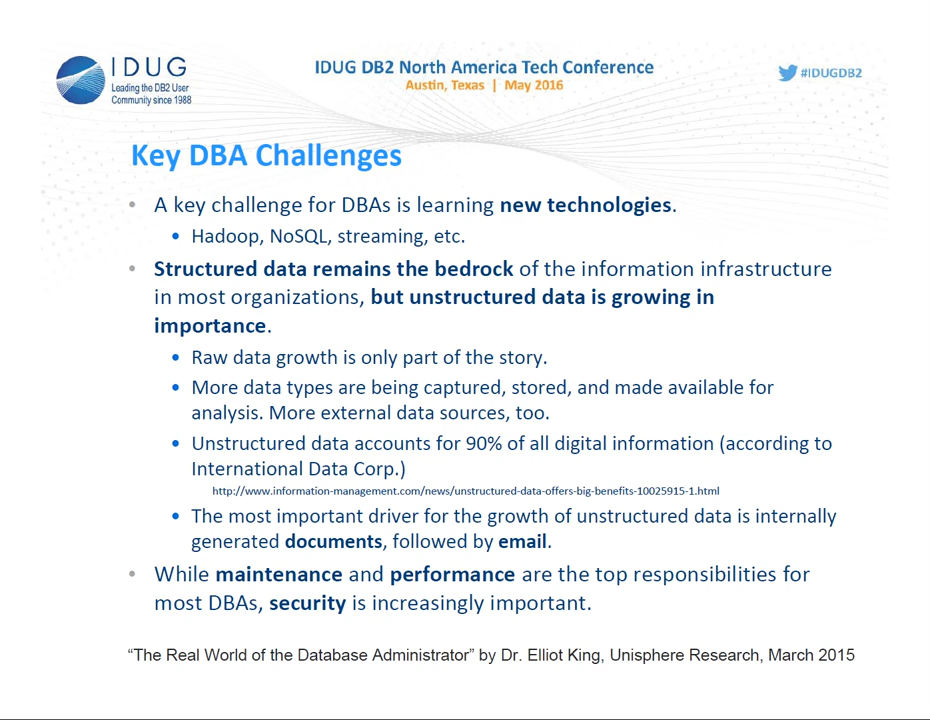 IDUG
Leading the DB2 User
Community since 1988
IDUG DB2 North America Tech Conference
Austin, Texas | May 2016
#IDUGDB2
Key DBA Challenges
• A key challenge for DBAs is learning new technologies.
• Hadoop, NoSQL, streaming, etc.
• Structured data remains the bedrock of the information infrastructure
in most organizations, but unstructured data is growing in
importance.
• Raw data growth is only part of the story.
• More data types are being captured, stored, and made available for
analysis. More external data sources, too.
• Unstructured data accounts for 90% of all digital information (according to
International Data Corp.)
http://www.information-management.com/news/unstructured-data-offers-big-benefits-10025915-1.html
• The most important driver for the growth of unstructured data is internally
generated documents, followed by email.
• While maintenance and performance are the top responsibilities for
most DBAs, security is increasingly important.
“The Real World of the Database Administrator” by Dr. Elliot King, Unisphere Research, March 2015